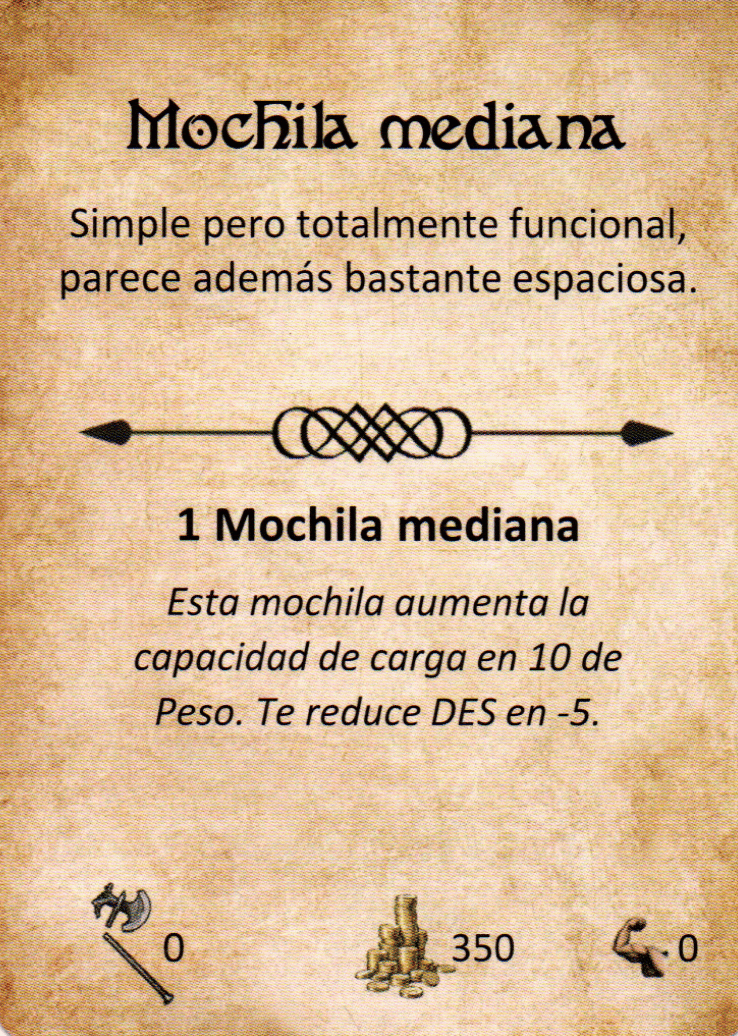 Mochila mediana
Simple pero totalmente funcional,
parece además bastante espaciosa.
1 Mochila mediana
Esta mochila aumenta la
capacidad de carga en 10 de
Peso. Te reduce DES en -5.
0
350
0